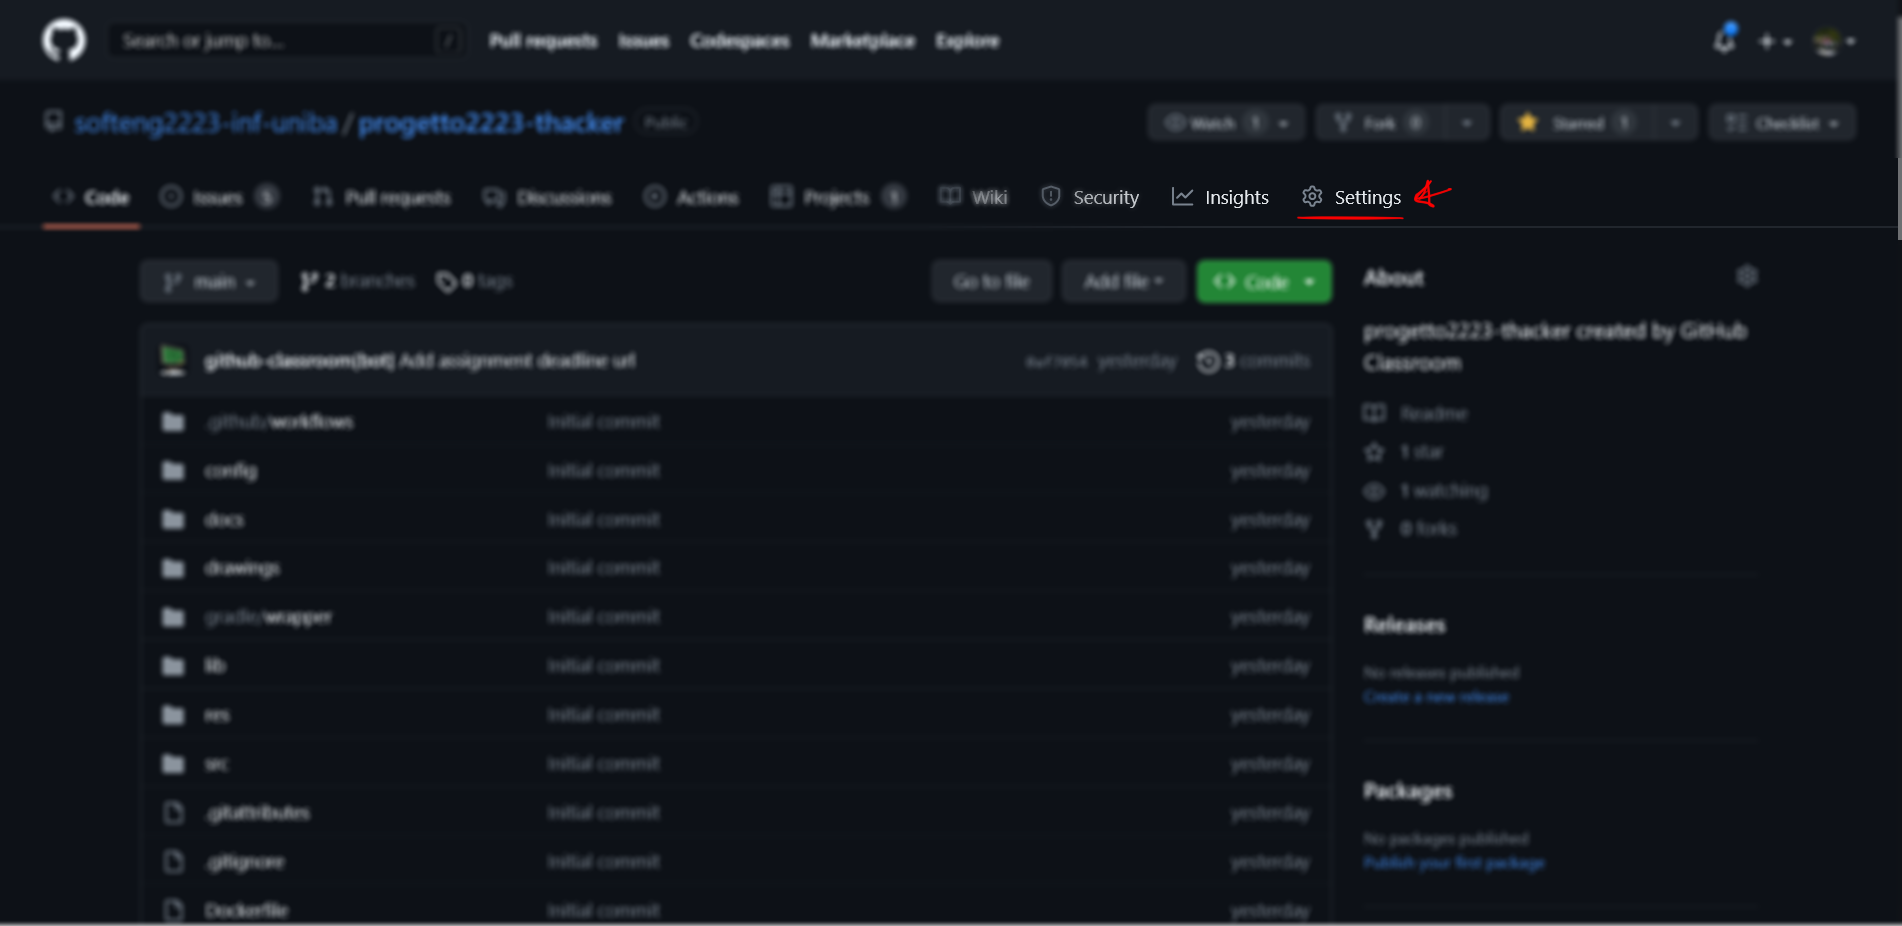 Search or jump to... /
Pull requests Issues Codespaces Marketplace Explore
softeng2223-inf-uniba / progetto2223-thacker Public
Watch 1 Fork 0 Starred 1 Checklist
Code Issues 5 Pull requests Discussions Actions Projects 1 Wiki Security Insights Settings
main 2 branches 0 tags Go to file Add file Code
github-classroom[bot] Add assignment deadline url yesterday 3 commits
.github/workflows Initial commit yesterday
config Initial commit yesterday
docs Initial commit yesterday
drawings Initial commit yesterday
gradle/wrapper Initial commit yesterday
lib Initial commit yesterday
res Initial commit yesterday
src Initial commit yesterday
.gitattributes Initial commit yesterday
.gitignore Initial commit yesterday
Dockerfile Initial commit yesterday
About
progetto2223-thacker created by GitHub
Classroom
Readme
1 star
1 watching
0 forks
Releases
No releases published
Create a new release
Packages
No packages published
Publish your first package